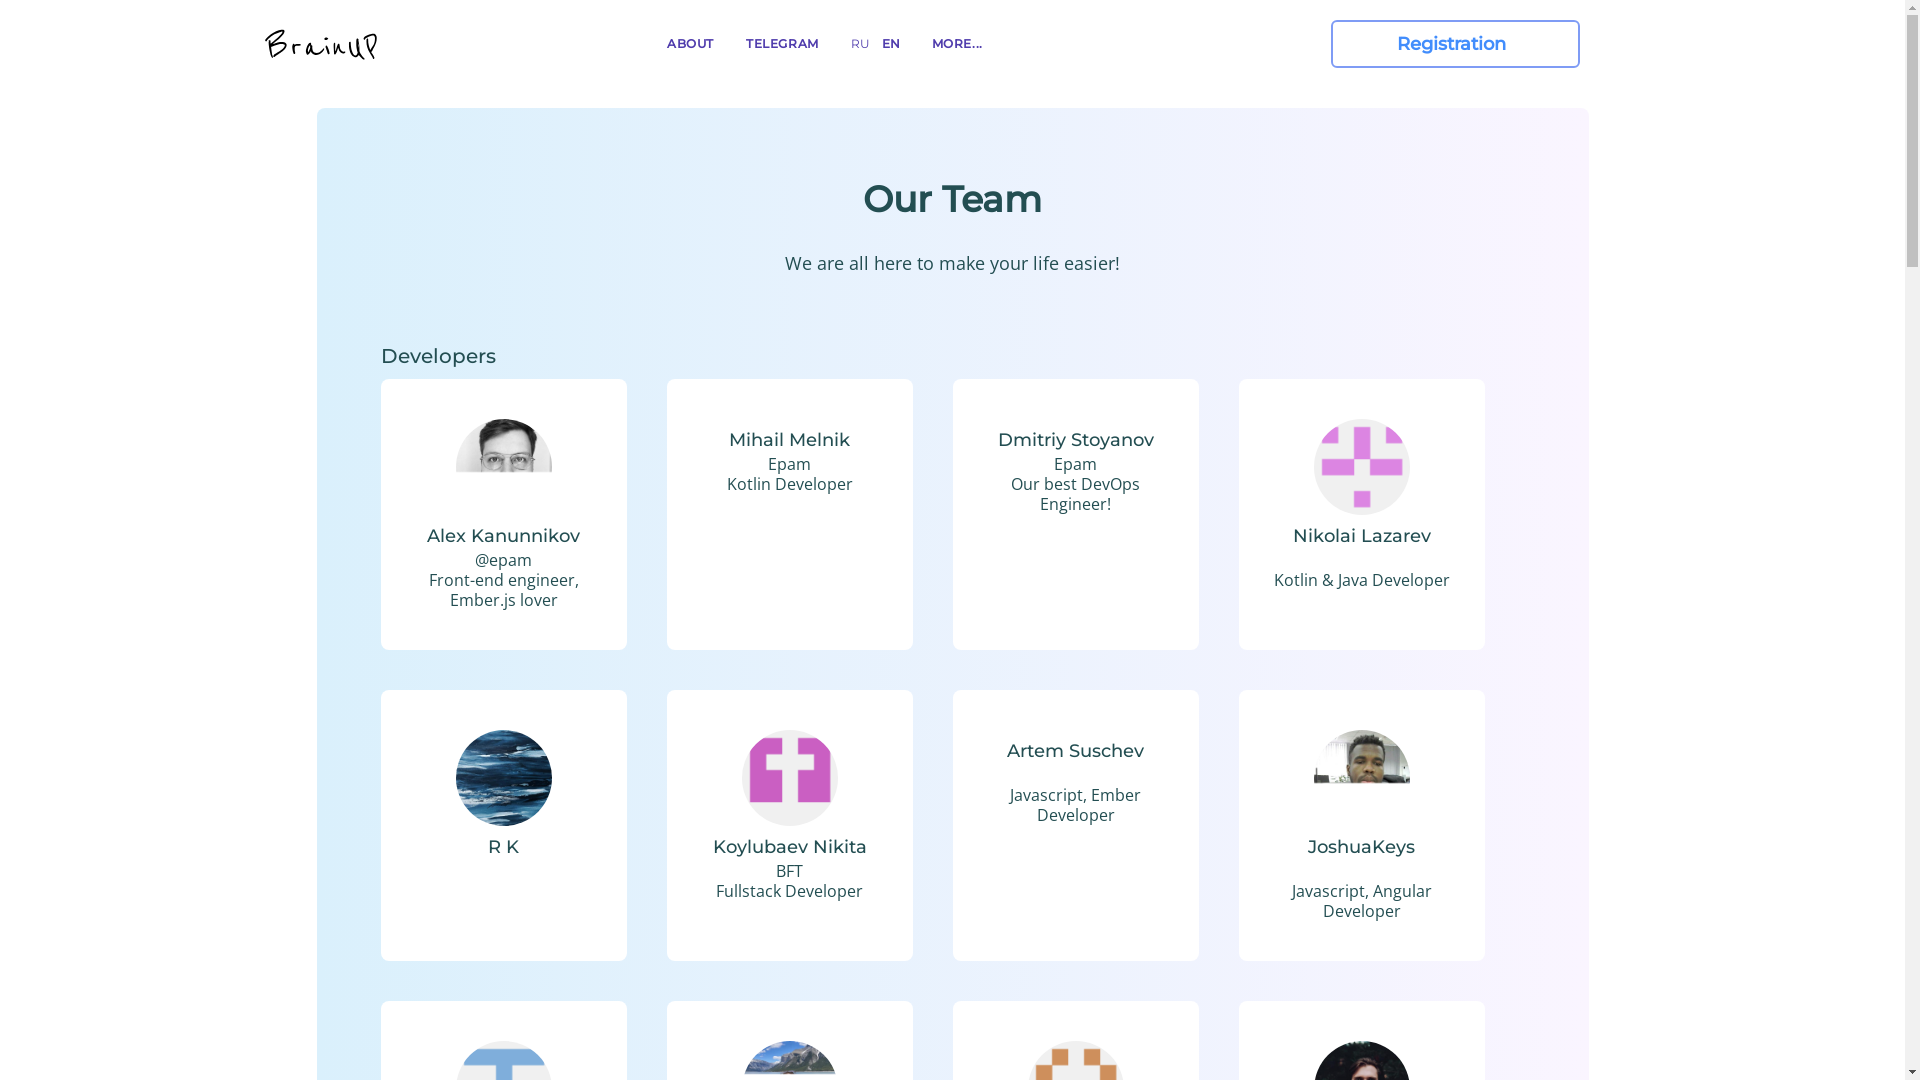 BrainUP
ABOUT
TELEGRAM
RU
EN
MORE...
Registration
Our Team
We are all here to make your life easier!
Developers
Alex Kanunnikov
@epam
Front-end engineer,
Ember.js lover
Mihail Melnik
Epam
Kotlin Developer
Dmitriy Stoyanov
Epam
Our best DevOps
Engineer!
Nikolai Lazarev
Kotlin & Java Developer
R K
Koylubaev Nikita
BFT
Fullstack Developer
Artem Suschev
Javascript, Ember
Developer
JoshuaKeys
Javascript, Angular
Developer